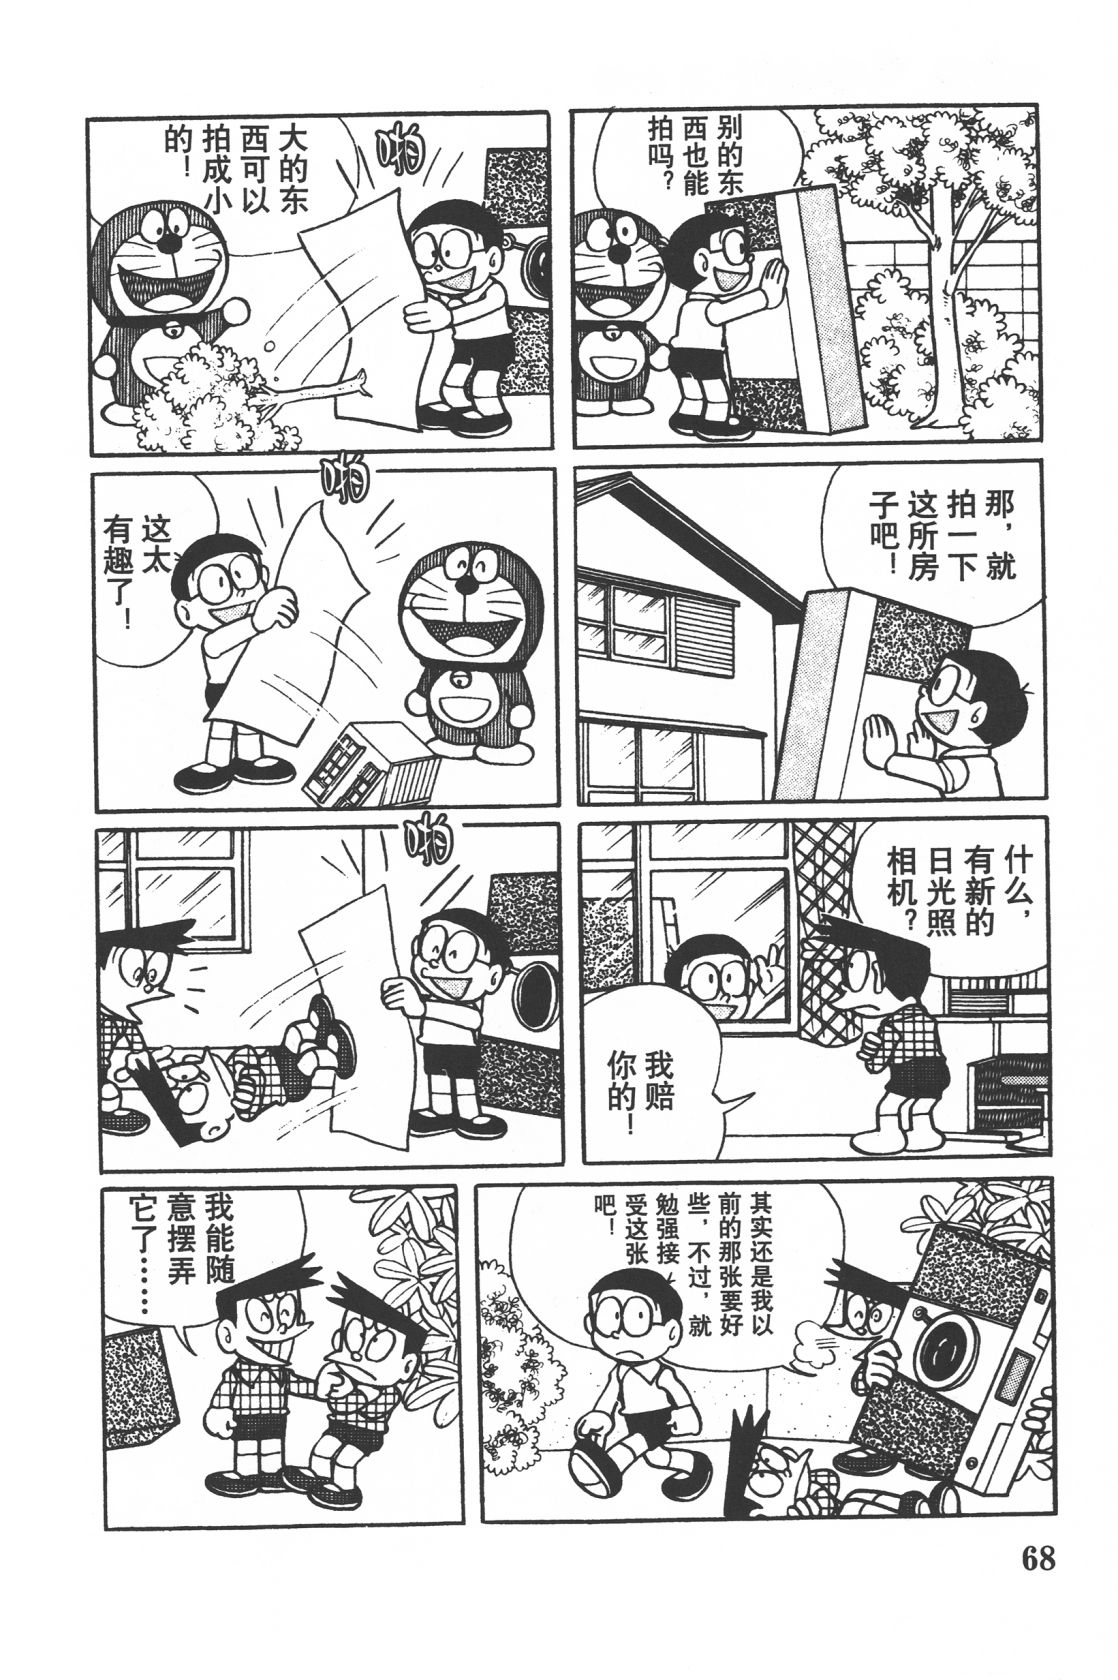 别的东
西也能
拍吗？
啪
大的东
西可以
拍成小
的！
那，就
拍一下
这所房
子吧！
啪
这太
有趣了！
什么，
有新的
日光照
相机？
我赔
你的！
啪
其实还是我以
前的那张要好
些，不过，就
勉强接
受这张
吧！
我能随
意摆弄
它了……
68